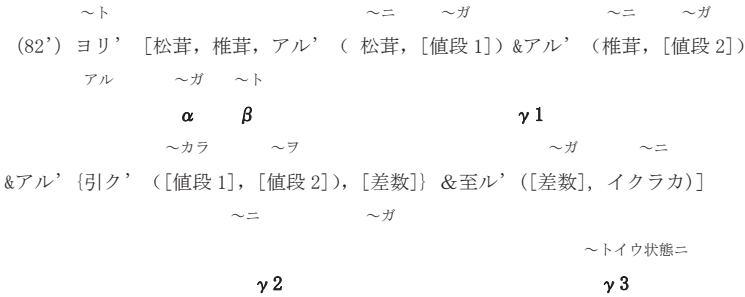 ～ト ～ニ ～ガ ～ニ ～ガ
(82’) ヨリ’ [松茸，椎茸，アル’（ 松茸，[値段 1]）&アル’ （椎茸，[値段 2]）
アル ～ガ ～ト
α β γ1
～カラ ～ヲ ～ガ ～ニ
&アル’ {引ク’ （[値段 1]，[値段 2]），[差数]} ＆至ル’ ([差数]，イクラカ)]
～ニ ～ガ
～トイウ状態ニ
γ2 γ3